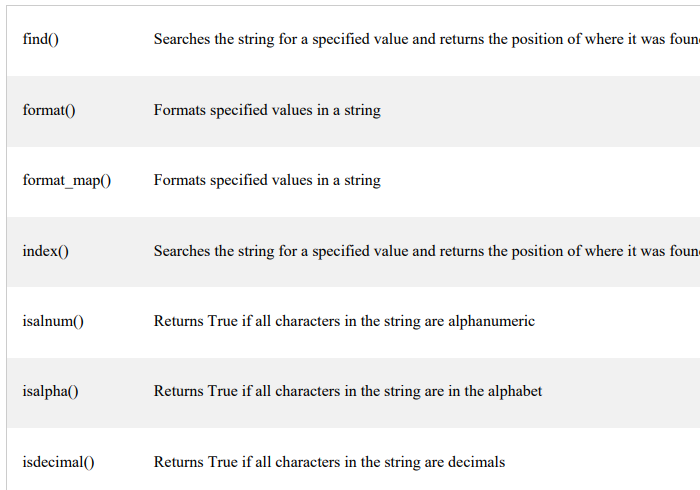 find() Searches the string for a specified value and returns the position of where it was foun
format() Formats specified values in a string
format_map() Formats specified values in a string
index() Searches the string for a specified value and returns the position of where it was foun
isalnum() Returns True if all characters in the string are alphanumeric
isalpha() Returns True if all characters in the string are in the alphabet
isdecimal() Returns True if all characters in the string are decimals